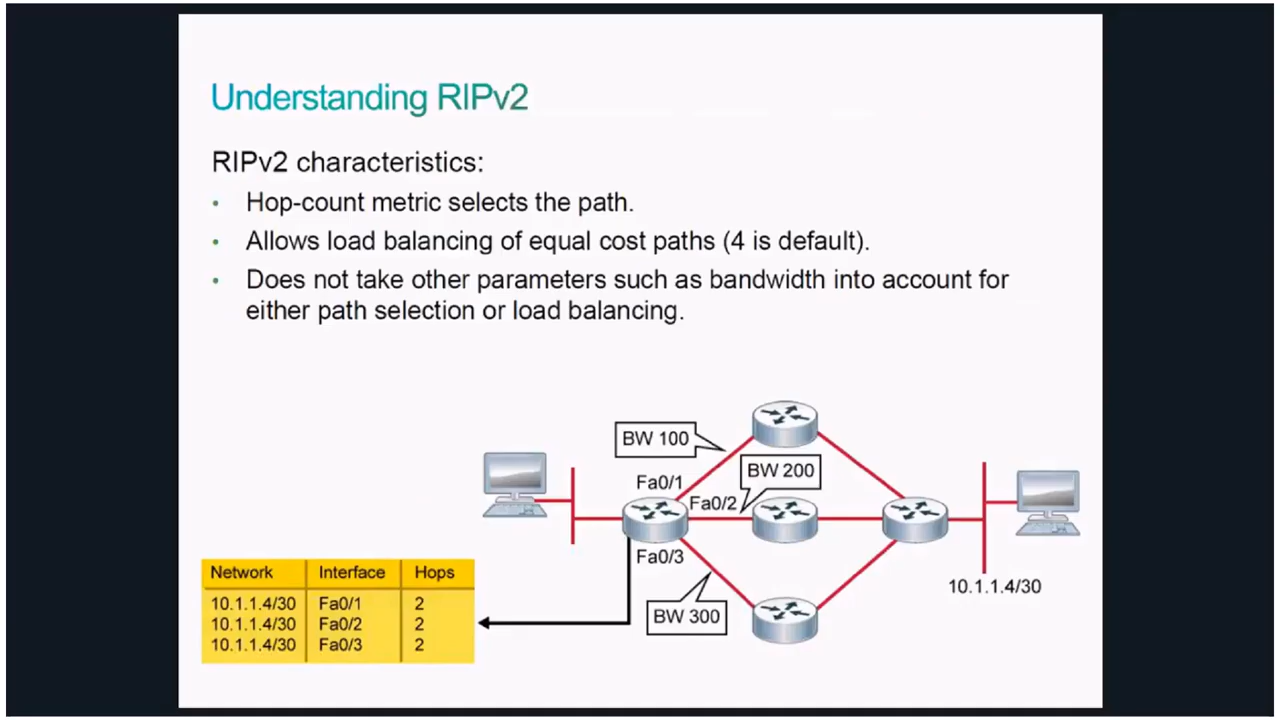 Understanding RIPv2
RIPv2 characteristics:
• Hop-count metric selects the path.
• Allows load balancing of equal cost paths (4 is default).
• Does not take other parameters such as bandwidth into account for
either path selection or load balancing.
BW 100
BW 200
Fa0/1
Fa0/2
Fa0/3
BW 300
10.1.1.4/30
Network Interface Hops
10.1.1.4/30 Fa0/1 2
10.1.1.4/30 Fa0/2 2
10.1.1.4/30 Fa0/3 2